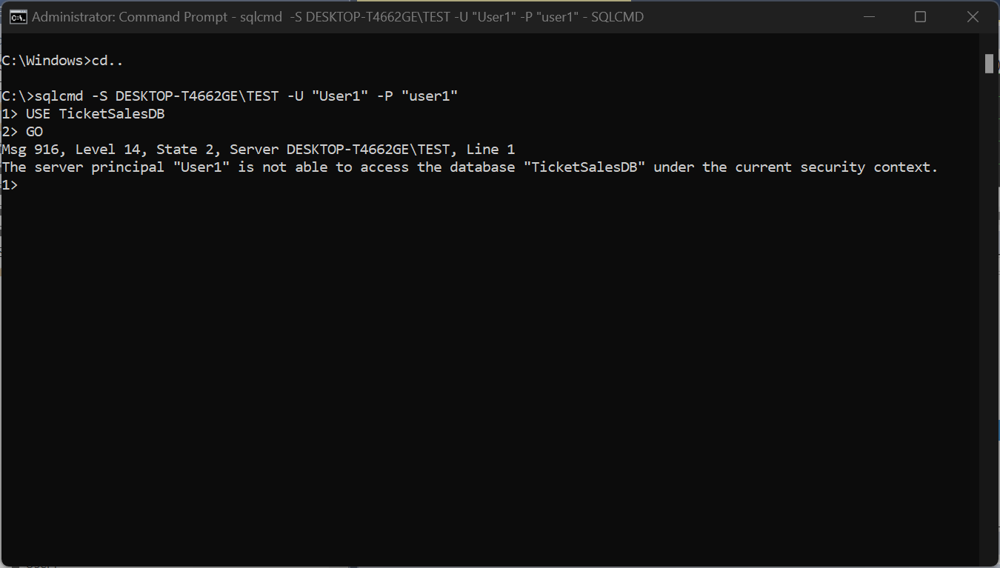 Administrator: Command Prompt - sqlcmd  -S DESKTOP-T4662GE\TEST -U "User1" -P "user1" - SQLCMD
C:\Windows>cd..
C:\>sqlcmd -S DESKTOP-T4662GE\TEST -U "User1" -P "user1"
1> USE TicketSalesDB
2> GO
Msg 916, Level 14, State 2, Server DESKTOP-T4662GE\TEST, Line 1
The server principal "User1" is not able to access the database "TicketSalesDB" under the current security context.
1>